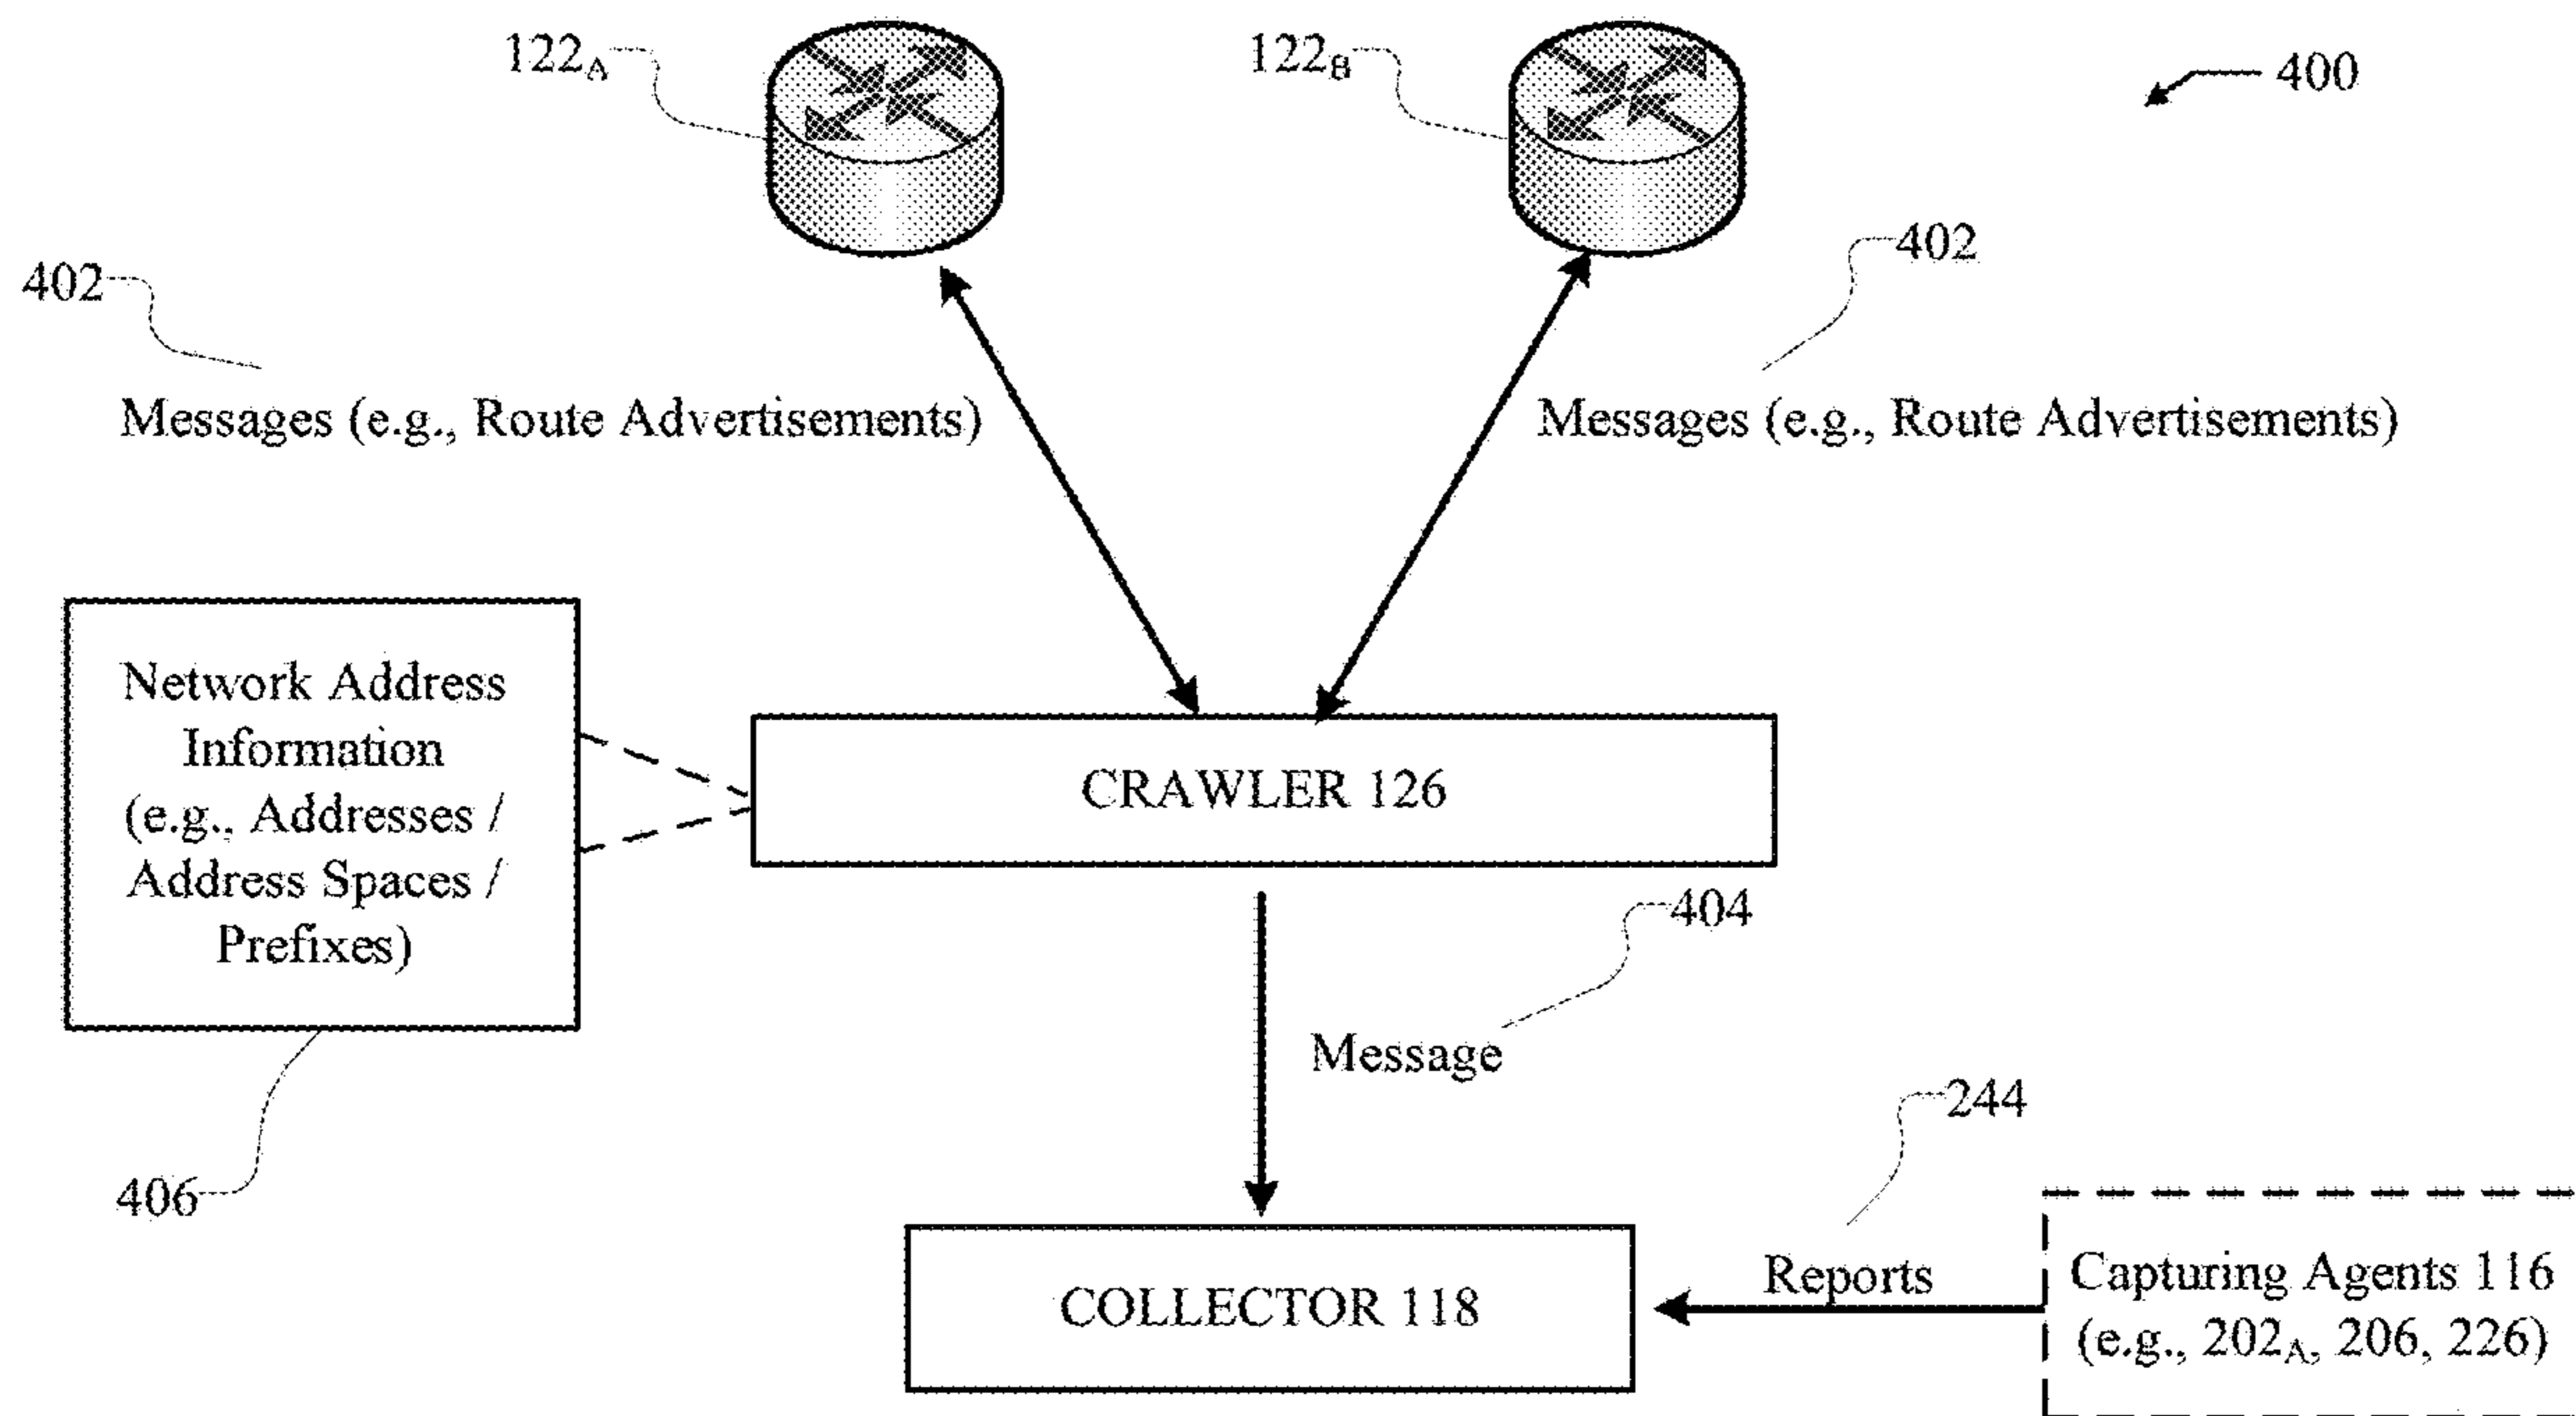 122A
122B
400
402
402
Messages (e.g., Route Advertisements)
Messages (e.g., Route Advertisements)
Network Address
Information
(e.g., Addresses /
Address Spaces /
Prefixes)
CRAWLER 126
404
Message
244
406
Reports
COLLECTOR 118
Capturing Agents 116
(e.g., 202A, 206, 226)